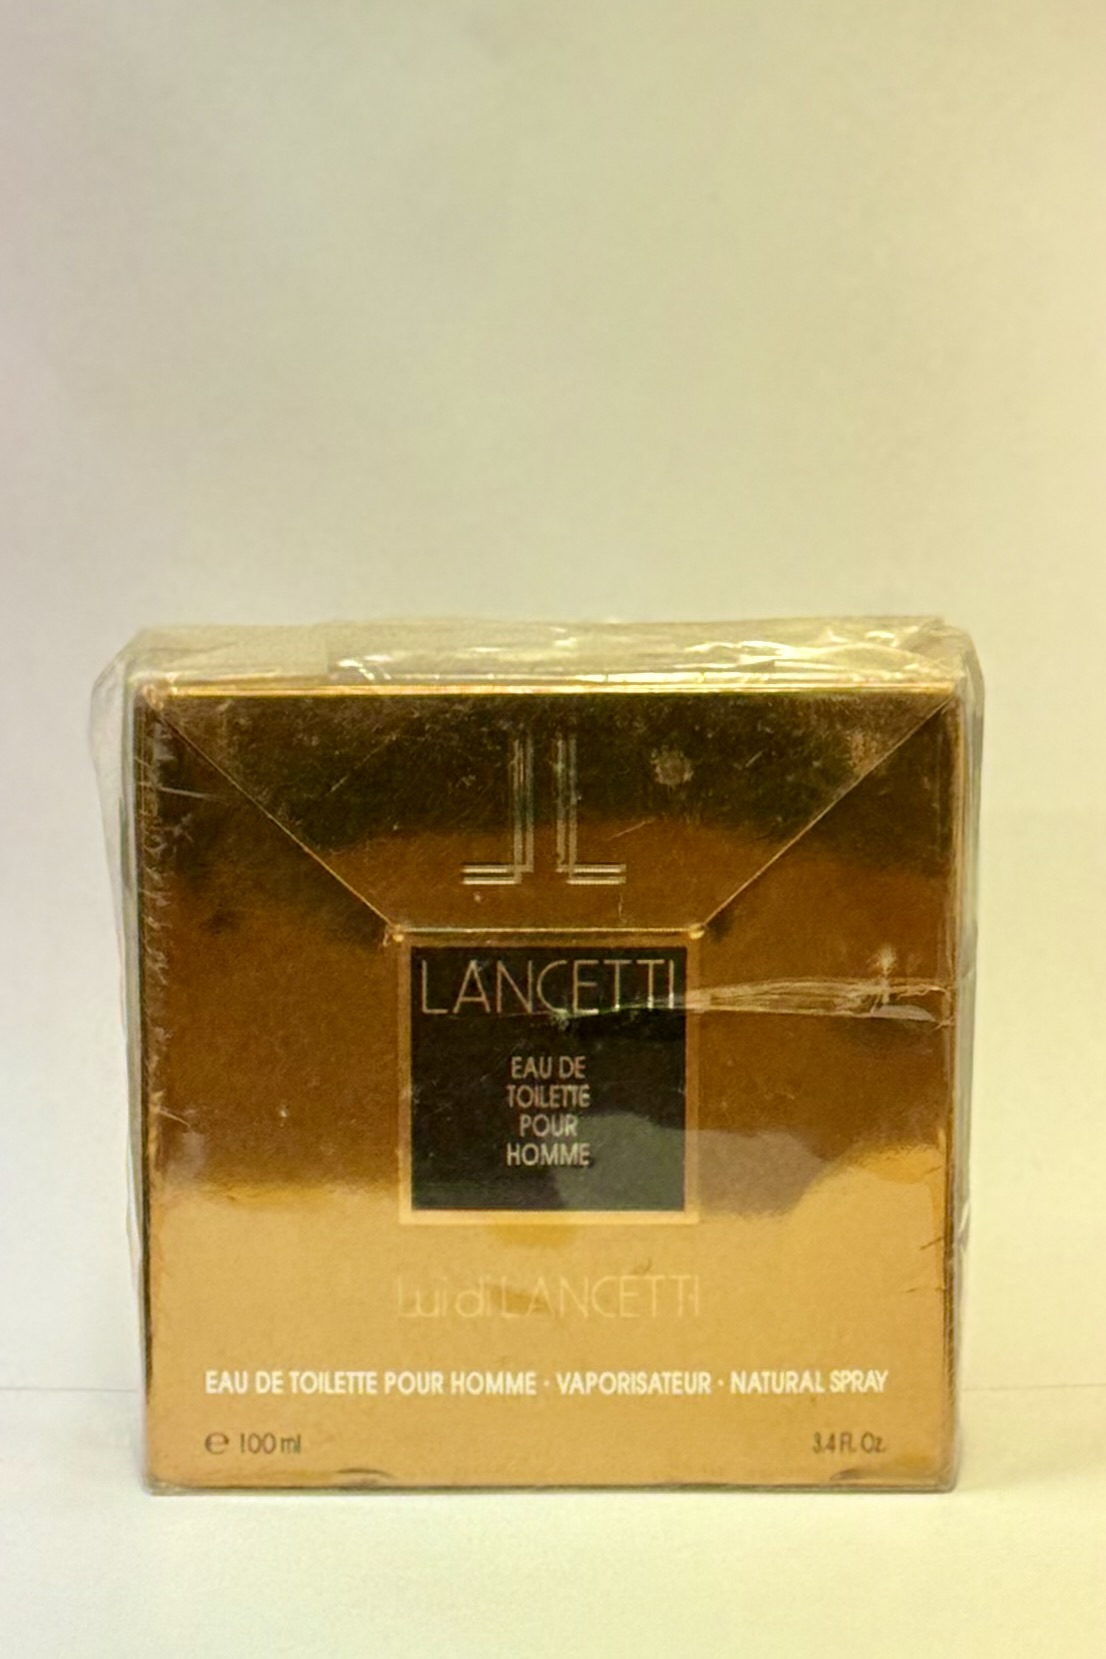 LANCETTI
EAU DE
TOILETTE
POUR
HOMME
Lui di LANCETTI
EAU DE TOILETTE POUR HOMME · VAPORISATEUR · NATURAL SPRAY
℮ 100 ml 3.4 Fl. Oz.